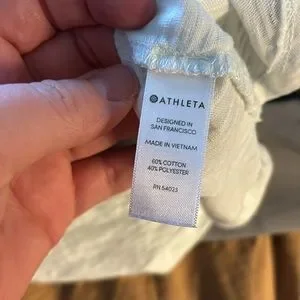 ATHLETA
DESIGNED IN
SAN FRANCISCO
MADE IN VIETNAM
60% COTTON
40% POLYESTER
RN 54023